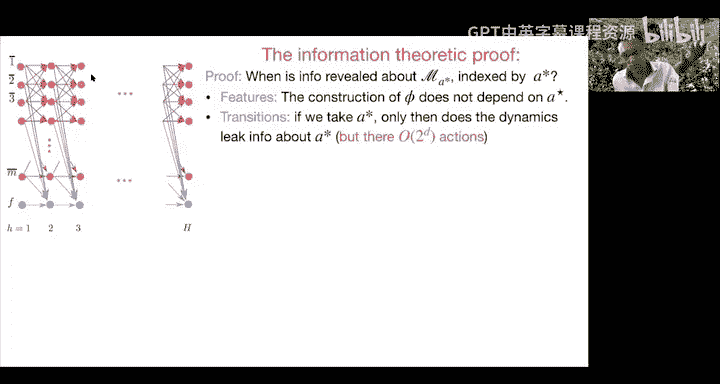 GPT中英字幕课程资源
bilibili
The information theoretic proof:
Proof: When is info revealed about ℳ_{a*}, indexed by a*?
• Features: The construction of ϕ does not depend on a⋆.
• Transitions: if we take a*, only then does the dynamics
leak info about a* (but there O(2^d) actions)
1̄
2̄
3̄
...
m̄
...
f
h = 1 2 3 H